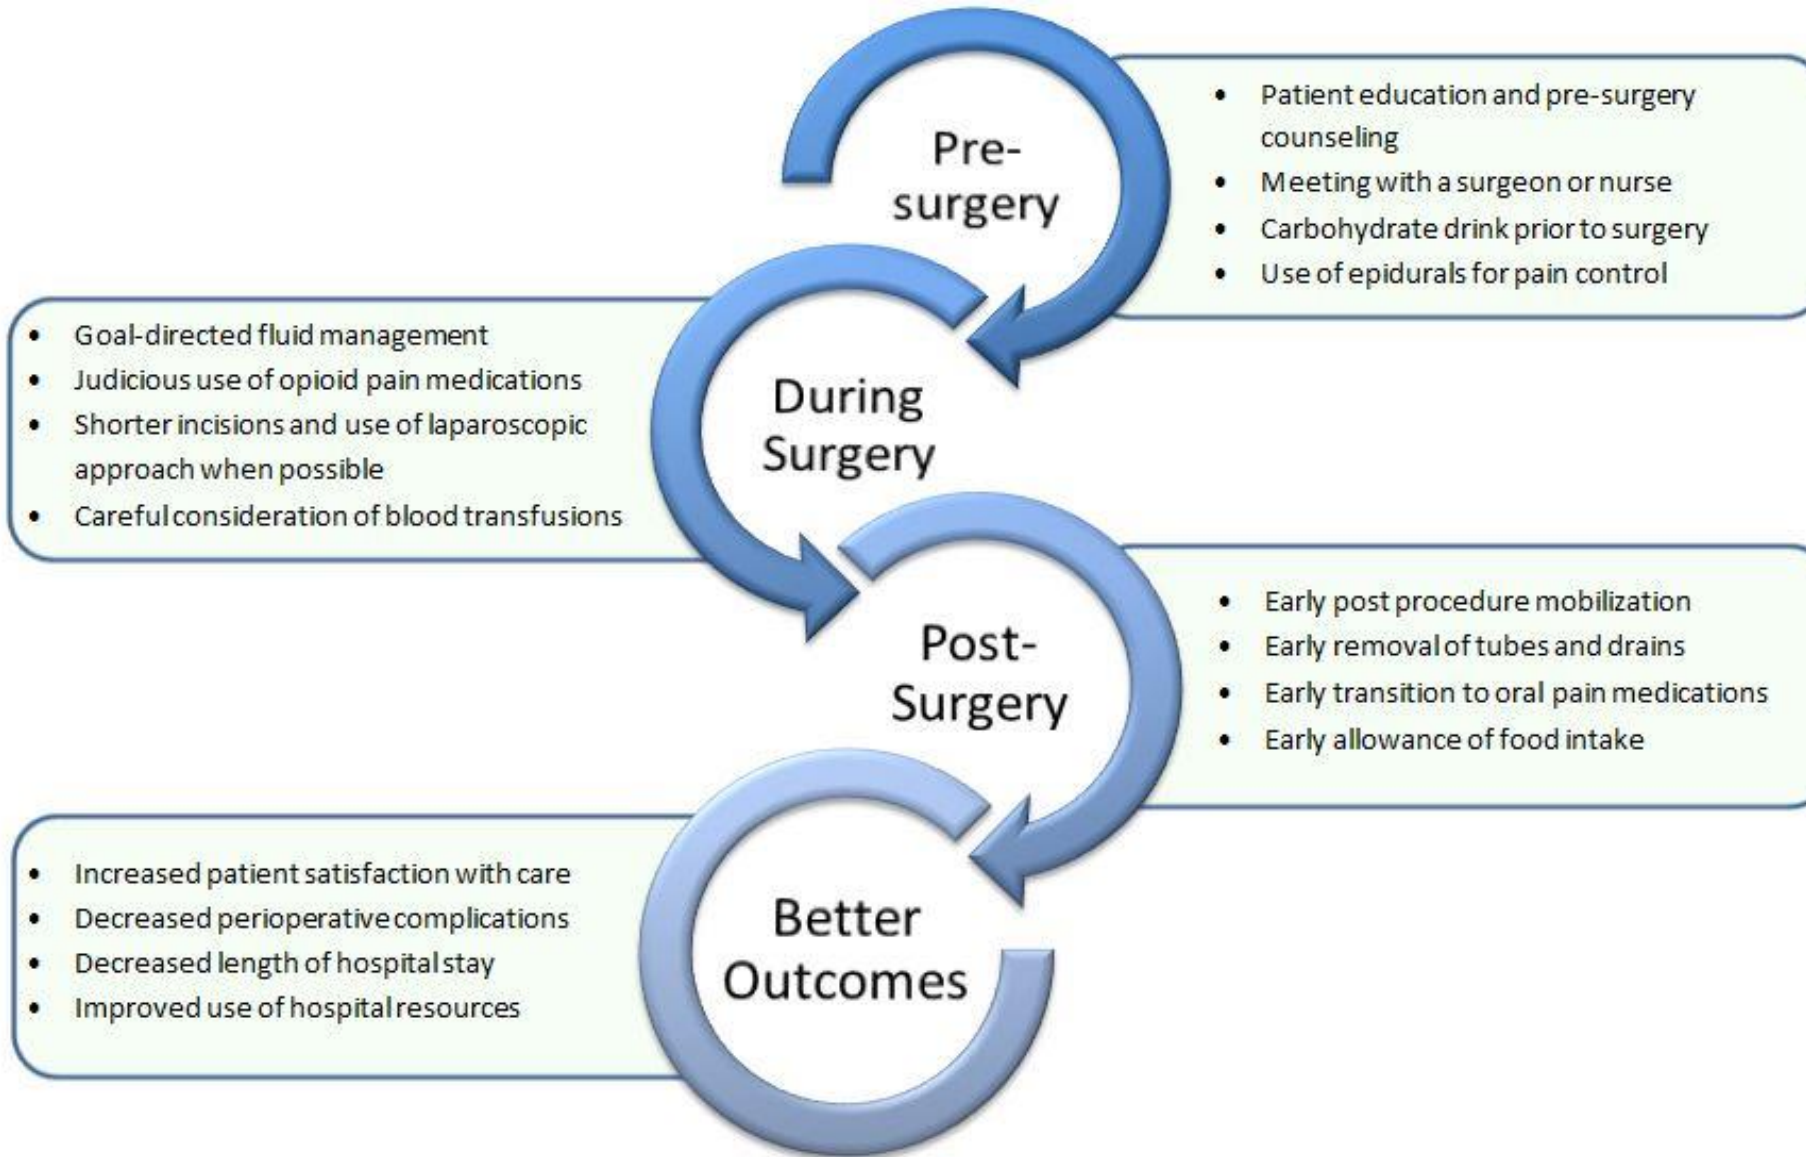 Pre-
surgery
• Patient education and pre-surgery
counseling
• Meeting with a surgeon or nurse
• Carbohydrate drink prior to surgery
• Use of epidurals for pain control
During
Surgery
• Goal-directed fluid management
• Judicious use of opioid pain medications
• Shorter incisions and use of laparoscopic
approach when possible
• Careful consideration of blood transfusions
Post-
Surgery
• Early post procedure mobilization
• Early removal of tubes and drains
• Early transition to oral pain medications
• Early allowance of food intake
Better
Outcomes
• Increased patient satisfaction with care
• Decreased perioperative complications
• Decreased length of hospital stay
• Improved use of hospital resources